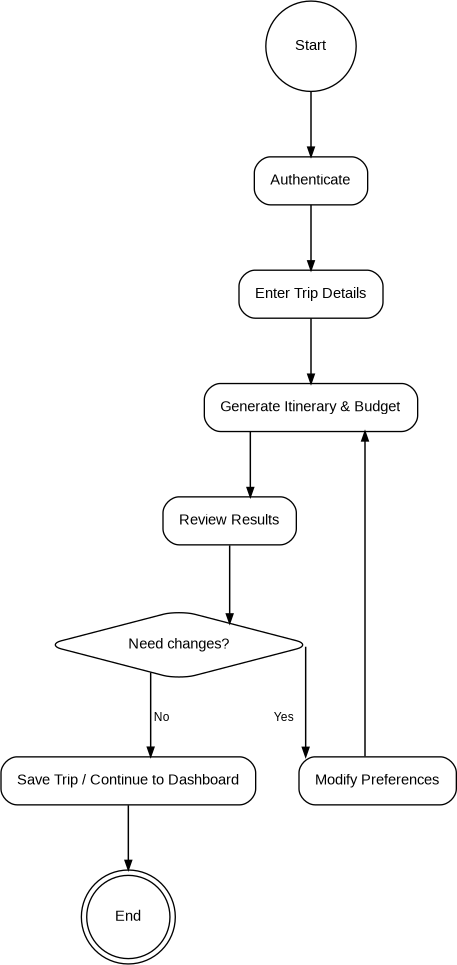 Start
Authenticate
Enter Trip Details
Generate Itinerary & Budget
Review Results
Need changes?
No
Yes
Save Trip / Continue to Dashboard
Modify Preferences
End